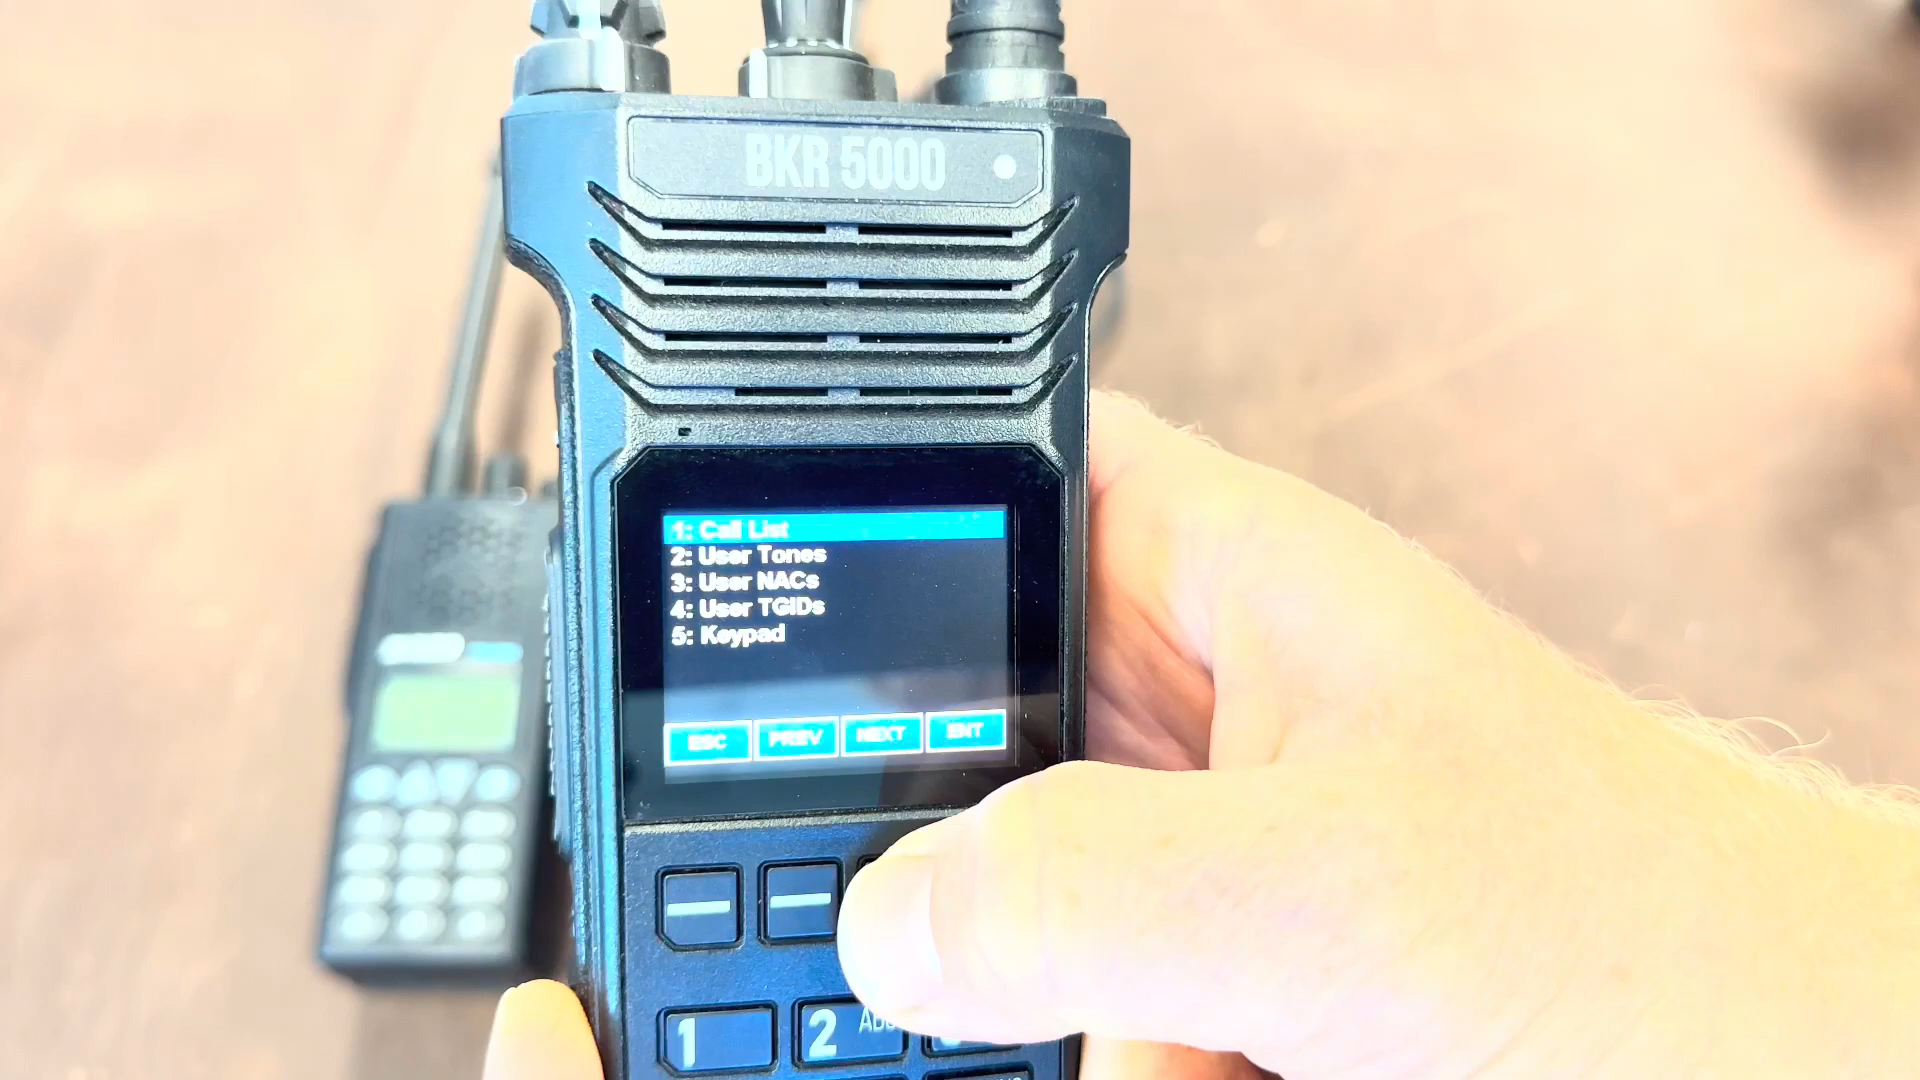 BKR 5000
1: Call List
2: User Tones
3: User NACs
4: User TGIDs
5: Keypad
ESC PREV NEXT ENT
1 2